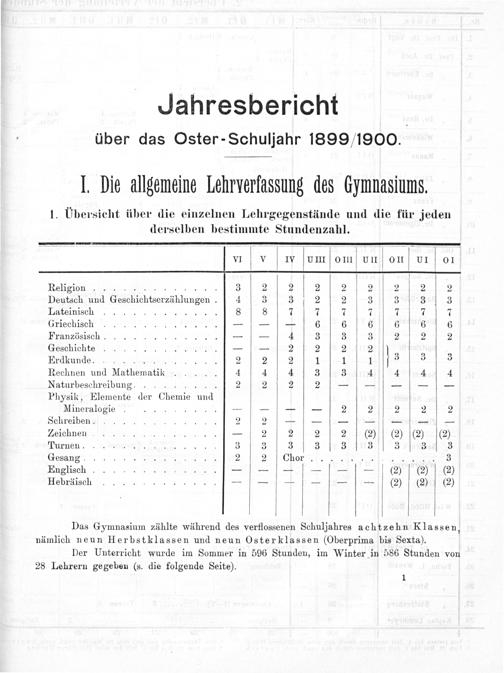 Jahresbericht
über das Oster-Schuljahr 1899/1900.
I. Die allgemeine Lehrverfassung des Gymnasiums.
1. Übersicht über die einzelnen Lehrgegenstände und die für jeden
derselben bestimmte Stundenzahl.
VI V IV U III O III U II O II U I O I
Religion . . . . . . . . . . . . . 3 2 2 2 2 2 2 2 2
Deutsch und Geschichtserzählungen . 4 3 3 2 2 3 3 3 3
Lateinisch . . . . . . . . . . . . 8 8 7 7 7 7 7 7 7
Griechisch . . . . . . . . . . . . — — — 6 6 6 6 6 6
Französisch . . . . . . . . . . . — — 4 3 3 3 2 2 2
Geschichte . . . . . . . . . . . . — — 2 2 2 2
Erdkunde . . . . . . . . . . . . . 2 2 2 1 1 1 } 3 3 3
Rechnen und Mathematik . . . . . . 4 4 4 3 3 4 4 4 4
Naturbeschreibung . . . . . . . . . 2 2 2 2 — — — — —
Physik, Elemente der Chemie und
Mineralogie . . . . . . . . . — — — — 2 2 2 2 2
Schreiben . . . . . . . . . . . . . 2 2
Zeichnen . . . . . . . . . . . . . — 2 2 2 2 (2) (2) (2) (2)
Turnen . . . . . . . . . . . . . . 3 3 3 3 3 3 3 3 3
Gesang . . . . . . . . . . . . . . 2 2 Chor . . . . . . . . . . 3
Englisch . . . . . . . . . . . . . — — — — — — (2) (2) (2)
Hebräisch . . . . . . . . . . . . — — — — — — (2) (2) (2)
Das Gymnasium zählte während des verflossenen Schuljahres achtzehn Klassen,
nämlich neun Herbstklassen und neun Osterklassen (Oberprima bis Sexta).
Der Unterricht wurde im Sommer in 596 Stunden, im Winter in 586 Stunden von
28 Lehrern gegeben (s. die folgende Seite).
1